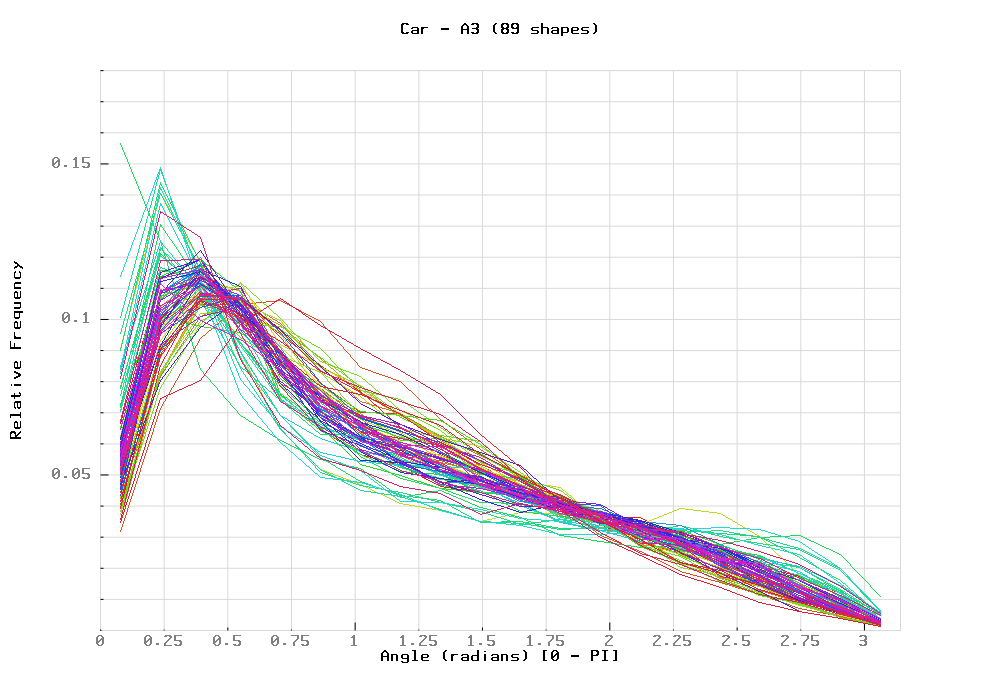 Car - A3 (89 shapes)
0.15
0.1
0.05
Relative Frequency
0 0.25 0.5 0.75 1 1.25 1.5 1.75 2 2.25 2.5 2.75 3
Angle (radians) [0 - PI]